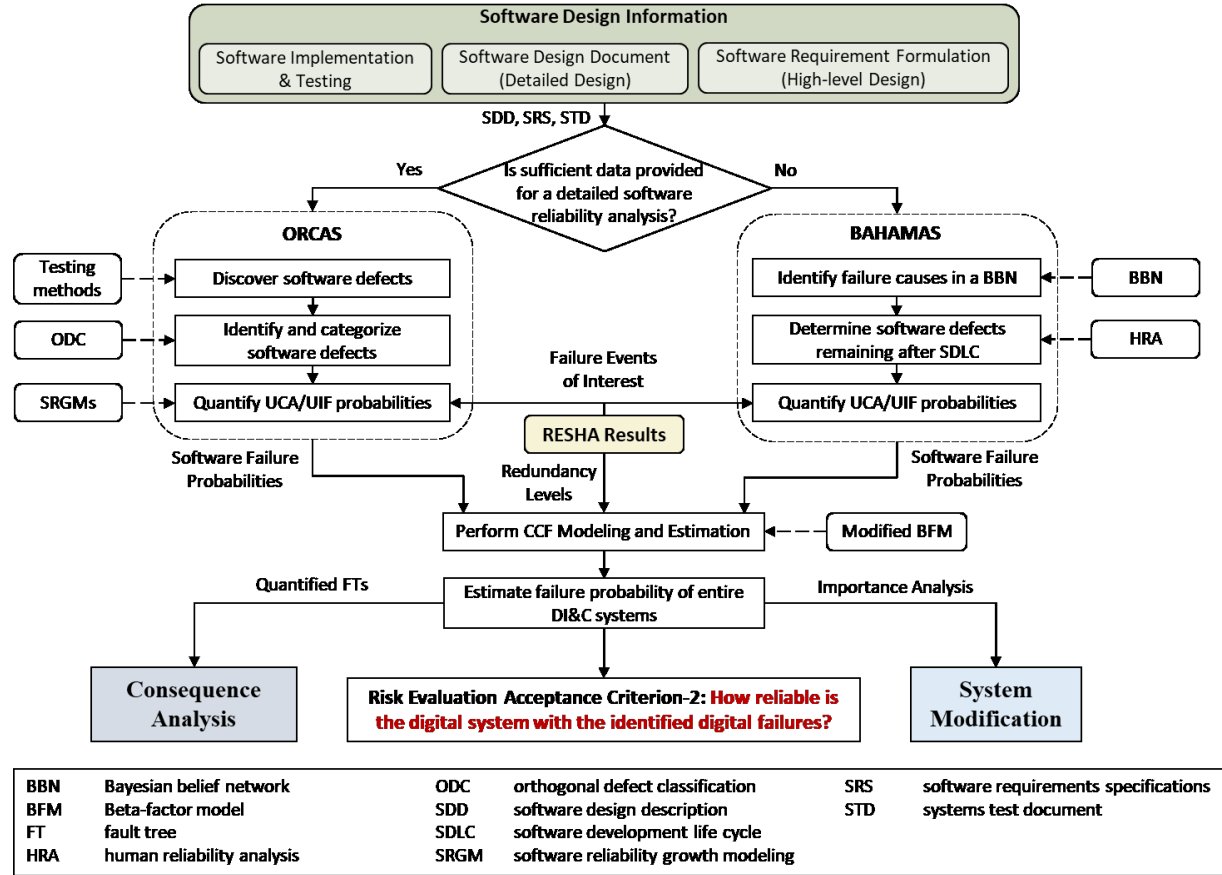 Software Design Information
Software Implementation
& Testing
Software Design Document
(Detailed Design)
Software Requirement Formulation
(High-level Design)
SDD, SRS, STD
Is sufficient data provided
for a detailed software
reliability analysis?
Yes
No
ORCAS
Testing
methods
Discover software defects
ODC
Identify and categorize
software defects
SRGMs
Quantify UCA/UIF probabilities
BAHAMAS
Identify failure causes in a BBN
BBN
Determine software defects
remaining after SDLC
HRA
Quantify UCA/UIF probabilities
Failure Events
of Interest
RESHA Results
Software Failure
Probabilities
Redundancy
Levels
Software Failure
Probabilities
Perform CCF Modeling and Estimation
Modified BFM
Quantified FTs
Estimate failure probability of entire
DI&C systems
Importance Analysis
Consequence
Analysis
Risk Evaluation Acceptance Criterion-2: How reliable is
the digital system with the identified digital failures?
System
Modification
BBN Bayesian belief network
BFM Beta-factor model
FT fault tree
HRA human reliability analysis
ODC orthogonal defect classification
SDD software design description
SDLC software development life cycle
SRGM software reliability growth modeling
SRS software requirements specifications
STD systems test document